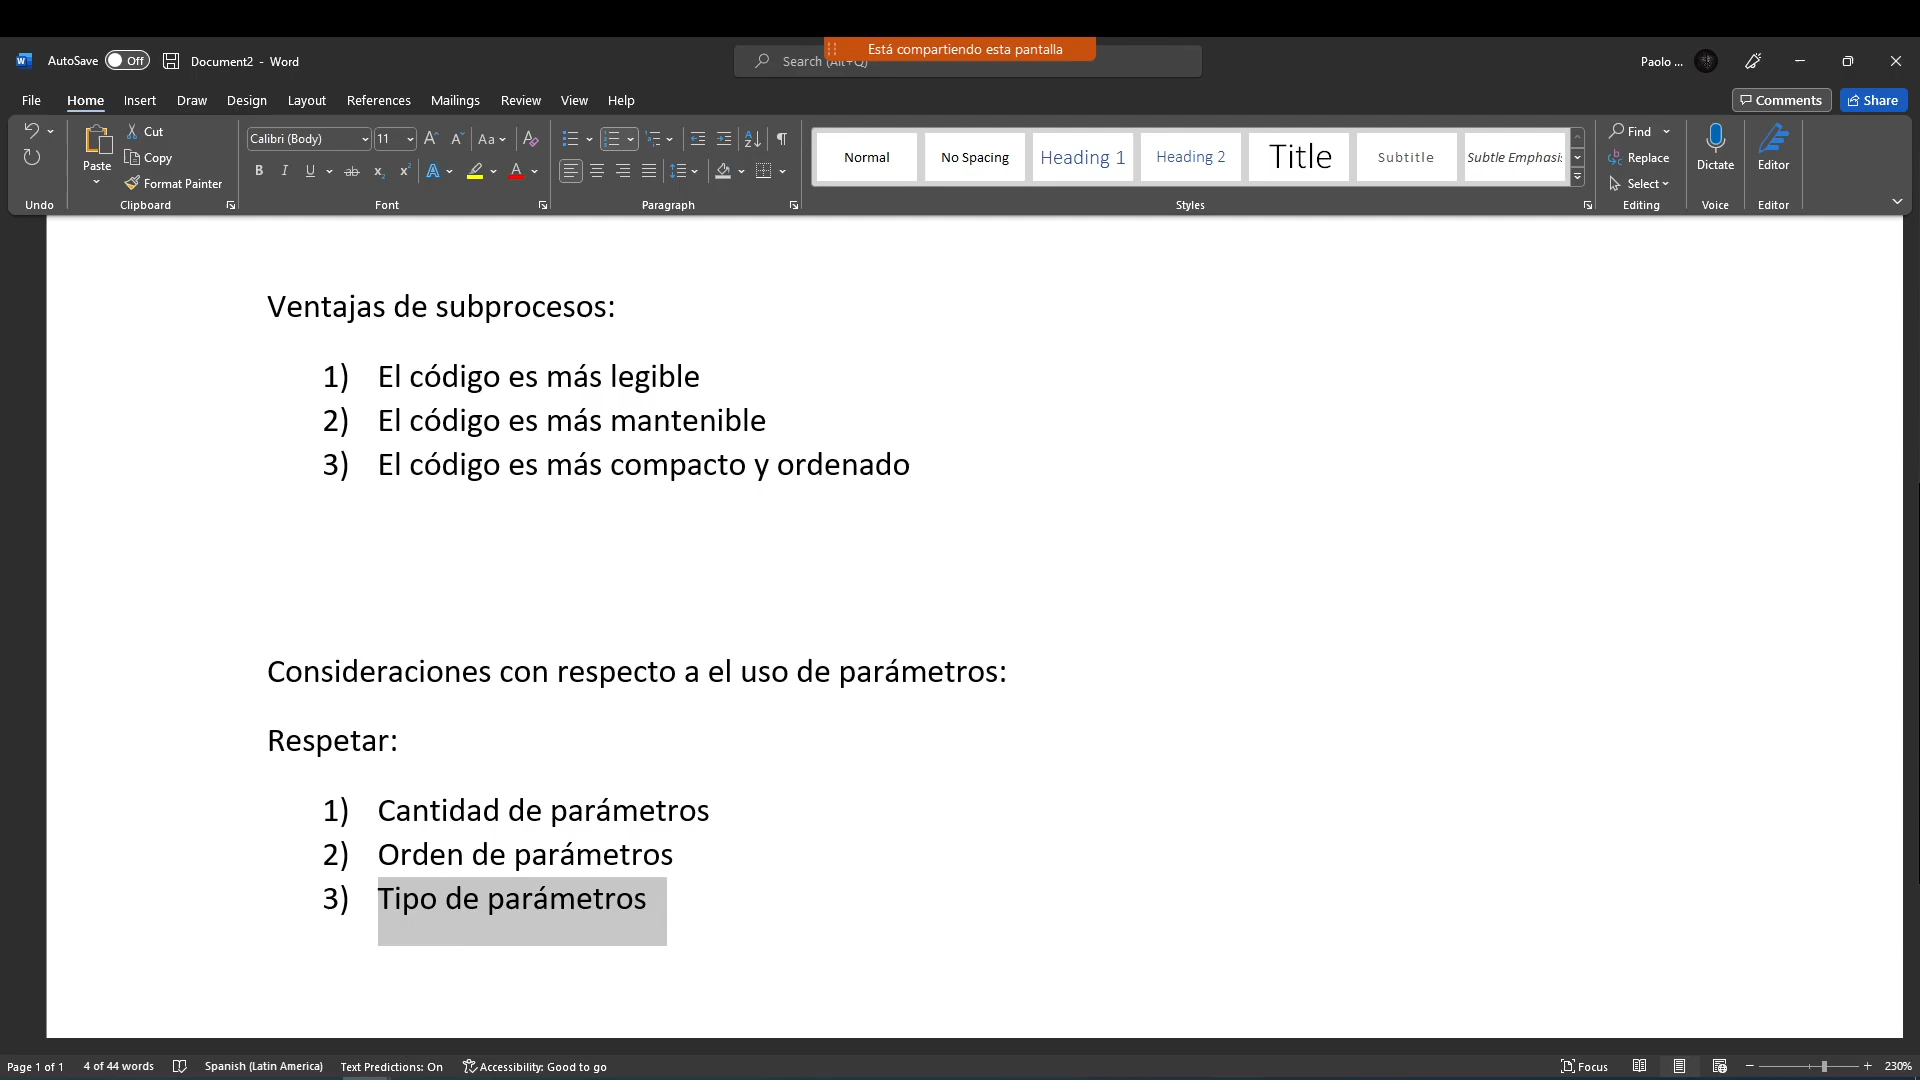 Está compartiendo esta pantalla
AutoSave Off Document2 - Word
Search (Alt+Q)
Paolo ...
File Home Insert Draw Design Layout References Mailings Review View Help
Comments Share
Paste Cut Copy Format Painter
Calibri (Body) 11
Normal No Spacing Heading 1 Heading 2 Title Subtitle Subtle Emphasis
Find Replace Select
Dictate Editor
Undo Clipboard Font Paragraph Styles Editing Voice Editor
Ventajas de subprocesos:
1) El código es más legible
2) El código es más mantenible
3) El código es más compacto y ordenado
Consideraciones con respecto a el uso de parámetros:
Respetar:
1) Cantidad de parámetros
2) Orden de parámetros
3) Tipo de parámetros
Page 1 of 1 4 of 44 words Spanish (Latin America) Text Predictions: On Accessibility: Good to go Focus 230%